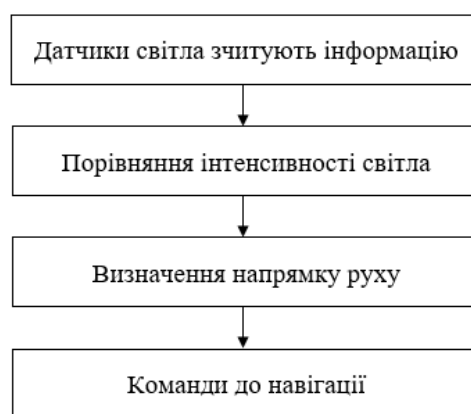 Датчики світла зчитують інформацію
Порівняння інтенсивності світла
Визначення напрямку руху
Команди до навігації